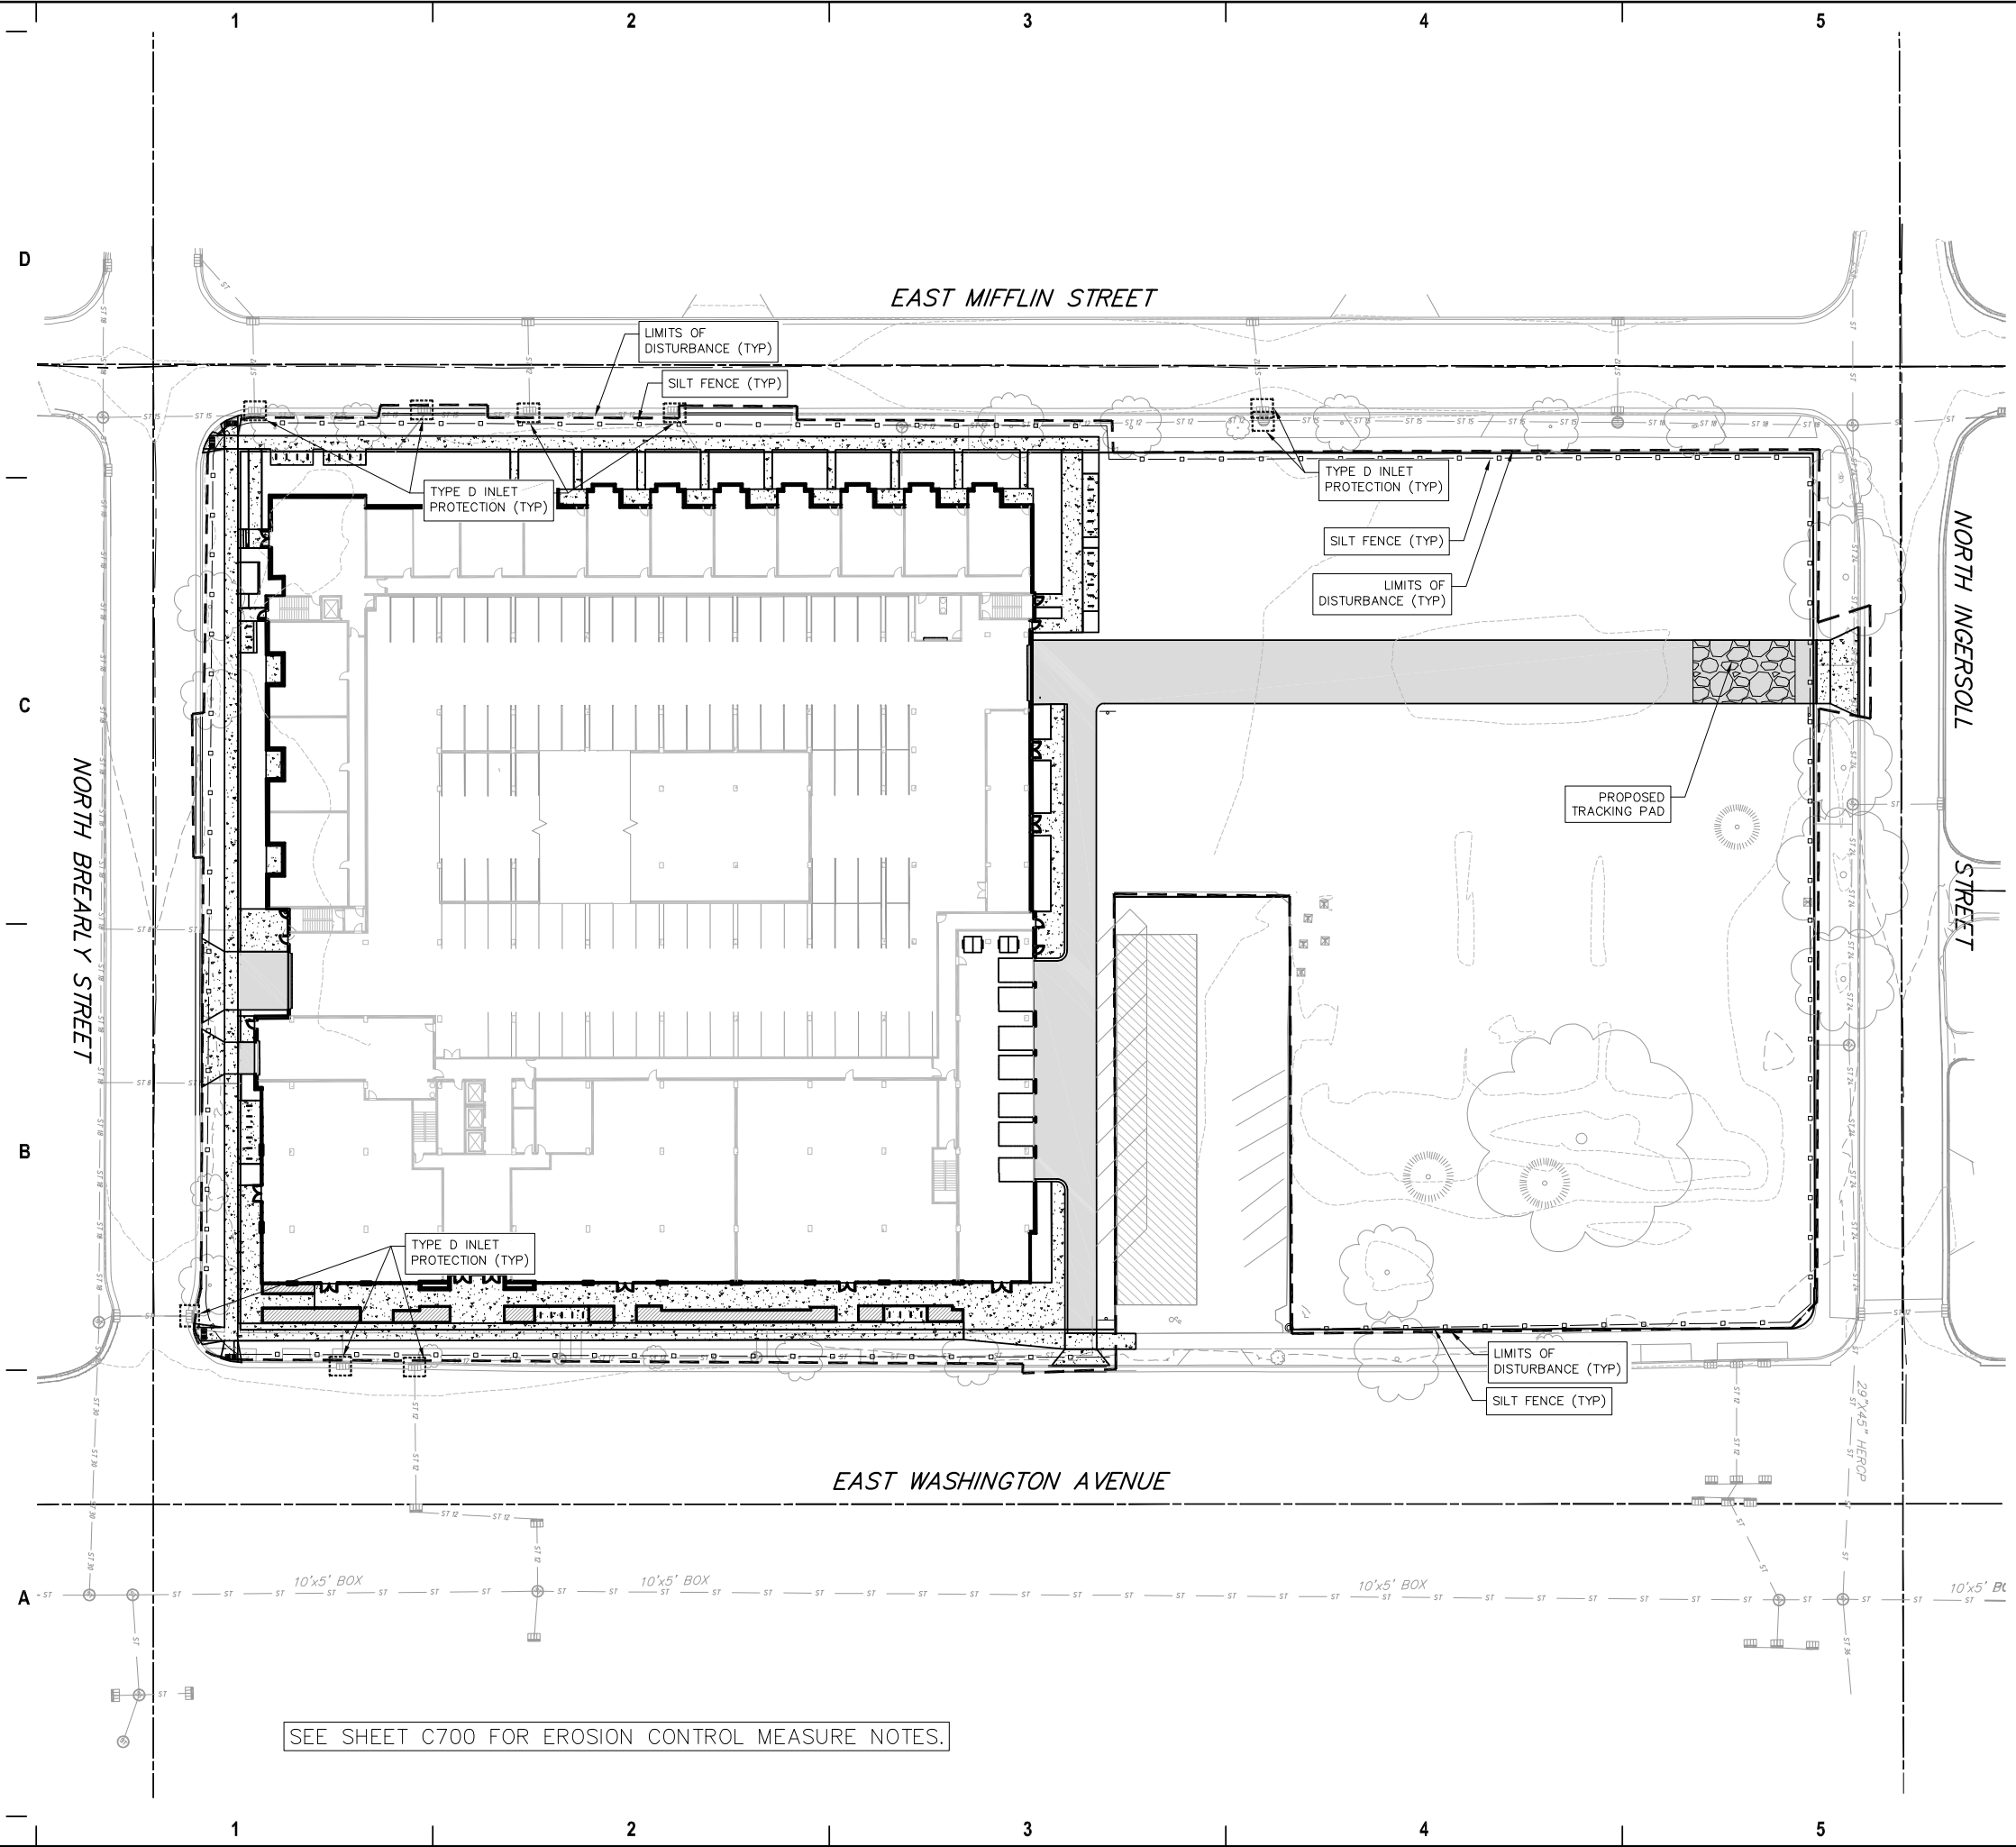 1 2 3 4 5
D
EAST MIFFLIN STREET
LIMITS OF
DISTURBANCE (TYP)
SILT FENCE (TYP)
TYPE D INLET
PROTECTION (TYP)
TYPE D INLET
PROTECTION (TYP)
SILT FENCE (TYP)
LIMITS OF
DISTURBANCE (TYP)
NORTH INGERSOLL STREET
C
PROPOSED
TRACKING PAD
NORTH BREARLY STREET
B
TYPE D INLET
PROTECTION (TYP)
LIMITS OF
DISTURBANCE (TYP)
SILT FENCE (TYP)
29"X45" HERCP
EAST WASHINGTON AVENUE
ST 12 ST 12
A
10'x5' BOX
10'x5' BOX
10'x5' BOX
SEE SHEET C700 FOR EROSION CONTROL MEASURE NOTES.
1 2 3 4 5